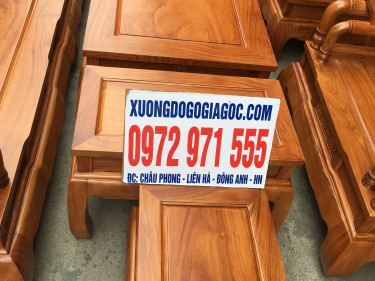 XUONGDOGOGIAGOC.COM
0972 971 555
ĐC: CHÂU PHONG - LIÊN HÀ - ĐÔNG ANH - HN